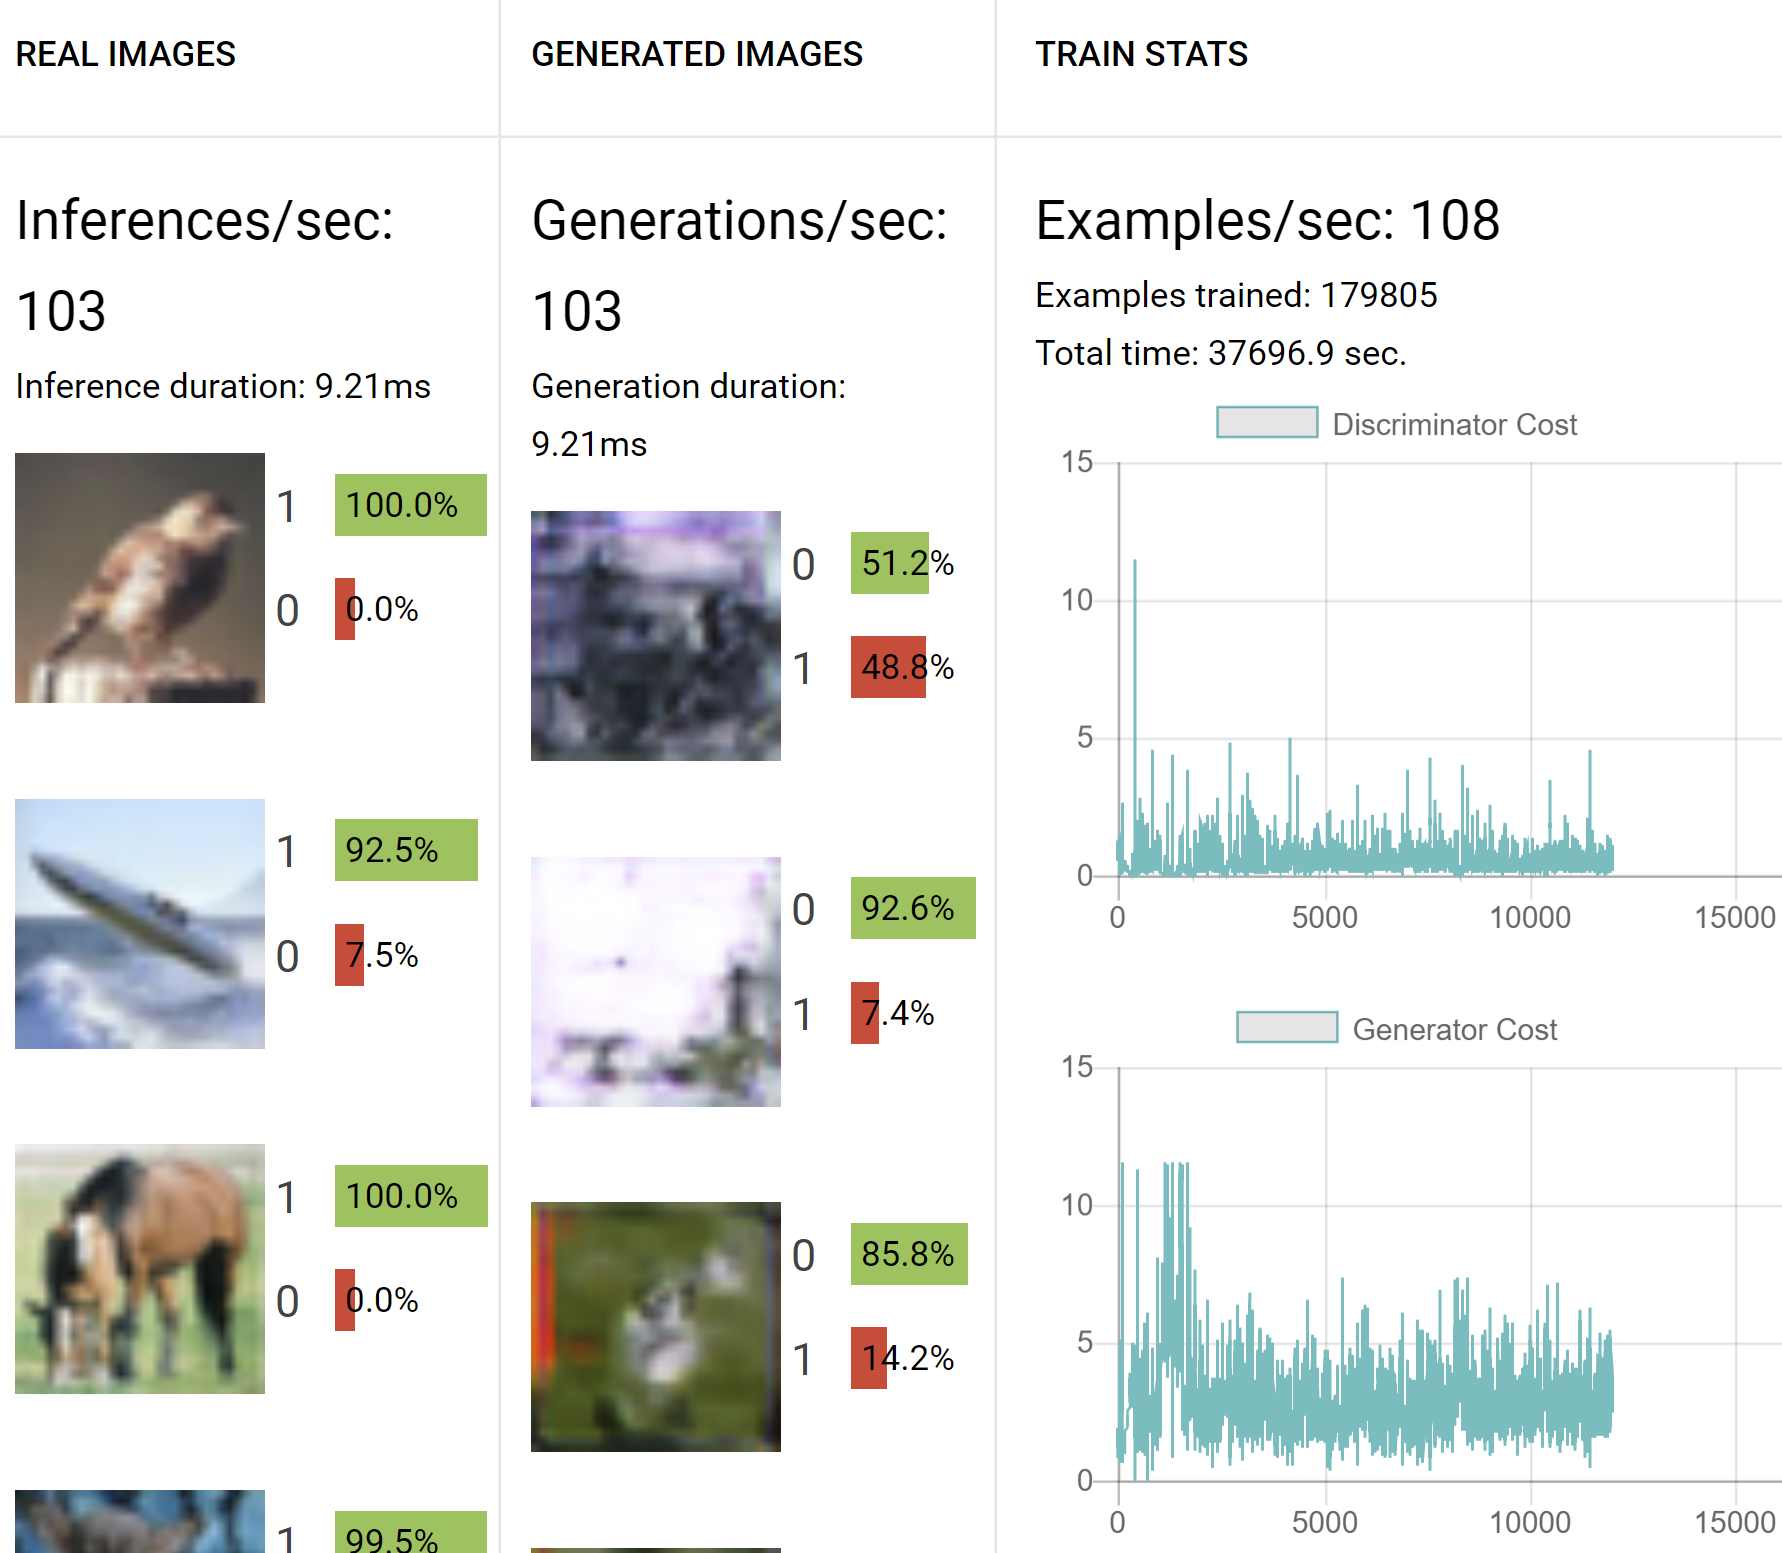 REAL IMAGES
GENERATED IMAGES
TRAIN STATS
Inferences/sec:
103
Inference duration: 9.21ms
1 100.0%
0 0.0%
1 92.5%
0 7.5%
1 100.0%
0 0.0%
1 99.5%
Generations/sec:
103
Generation duration:
9.21ms
0 51.2%
1 48.8%
0 92.6%
1 7.4%
0 85.8%
1 14.2%
Examples/sec: 108
Examples trained: 179805
Total time: 37696.9 sec.
Discriminator Cost
15
10
5
0
0 5000 10000 15000
Generator Cost
15
10
5
0
0 5000 10000 15000